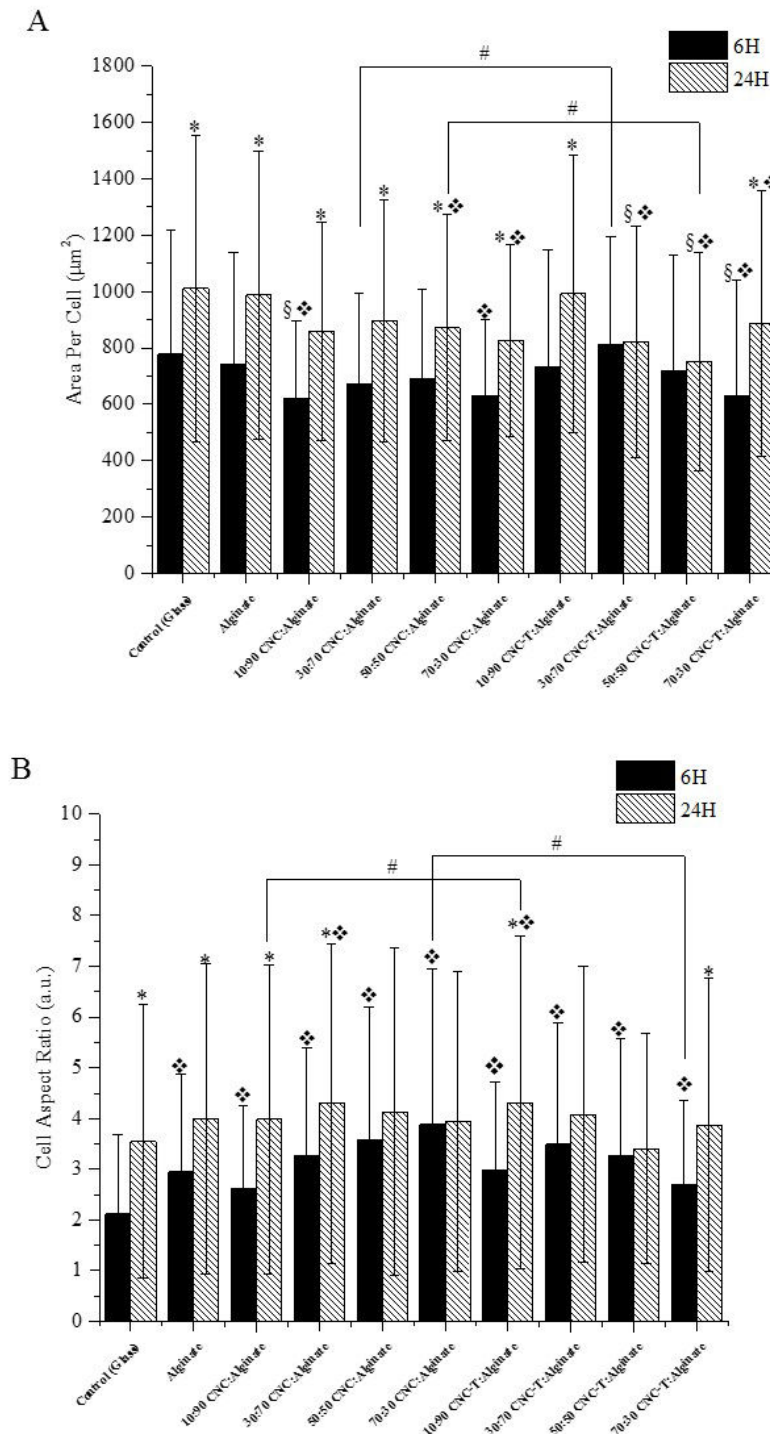 A
6H
24H
#
#
1800
1600
1400
1200
1000
800
600
400
200
0
Area Per Cell (µm²)
*
*
§ ❖
*
*
* ❖
❖
* ❖
*
§ ❖
§ ❖
§ ❖
* ❖
Control (Glass)
Alginate
10:90 CNC:Alginate
30:70 CNC:Alginate
50:50 CNC:Alginate
70:30 CNC:Alginate
10:90 CNC-T:Alginate
30:70 CNC-T:Alginate
50:50 CNC-T:Alginate
70:30 CNC-T:Alginate
B
6H
24H
#
#
10
9
8
7
6
5
4
3
2
1
0
Cell Aspect Ratio (a.u.)
*
❖
*
❖
*
❖
*❖
❖
❖
❖
*❖
❖
❖
❖
*
Control (Glass)
Alginate
10:90 CNC:Alginate
30:70 CNC:Alginate
50:50 CNC:Alginate
70:30 CNC:Alginate
10:90 CNC-T:Alginate
30:70 CNC-T:Alginate
50:50 CNC-T:Alginate
70:30 CNC-T:Alginate